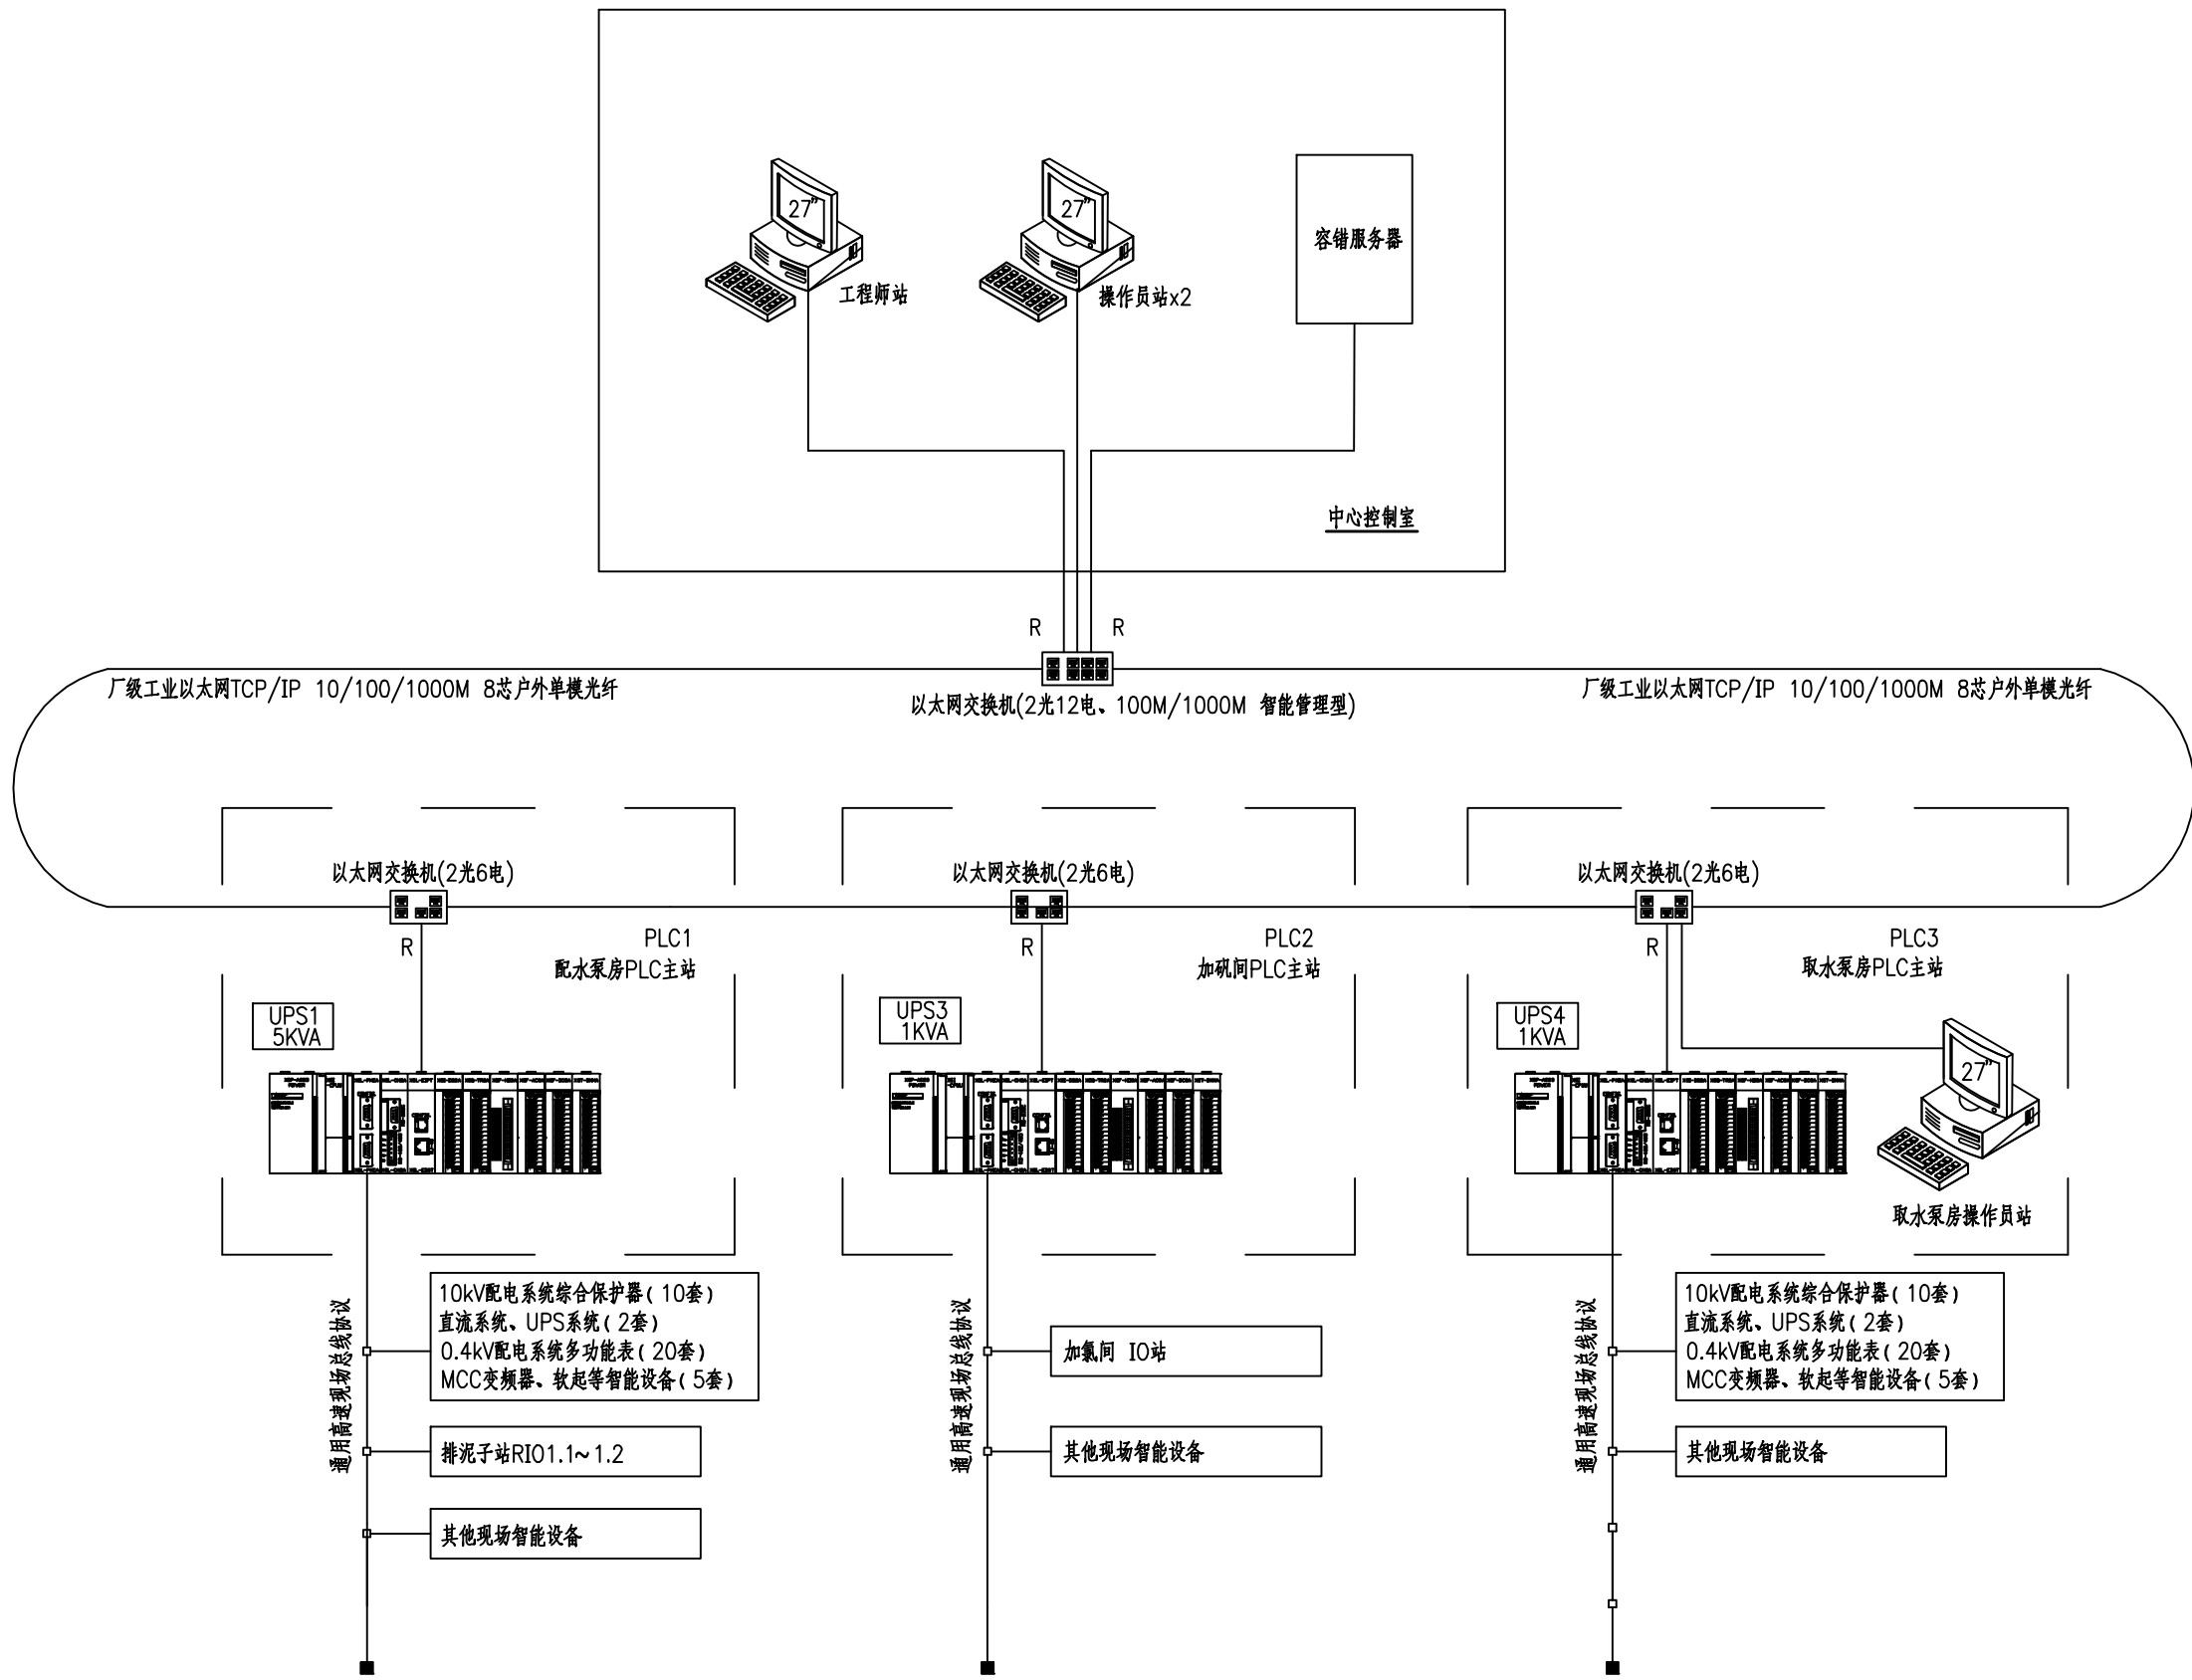 27"
27"
容错服务器
工程师站
操作员站x2
中心控制室
R
R
厂级工业以太网TCP/IP 10/100/1000M 8芯户外单模光纤
以太网交换机(2光12电、100M/1000M 智能管理型)
厂级工业以太网TCP/IP 10/100/1000M 8芯户外单模光纤
以太网交换机(2光6电)
R
PLC1
配水泵房PLC主站
UPS1
5KVA
以太网交换机(2光6电)
R
PLC2
加矾间PLC主站
UPS3
1KVA
以太网交换机(2光6电)
R
PLC3
取水泵房PLC主站
UPS4
1KVA
27"
取水泵房操作员站
通用高速现场总线协议
10kV配电系统综合保护器(10套)
直流系统、UPS系统(2套)
0.4kV配电系统多功能表(20套)
MCC变频器、软起等智能设备(5套)
排泥子站RIO1.1~1.2
其他现场智能设备
通用高速现场总线协议
加氯间 IO站
其他现场智能设备
通用高速现场总线协议
10kV配电系统综合保护器(10套)
直流系统、UPS系统(2套)
0.4kV配电系统多功能表(20套)
MCC变频器、软起等智能设备(5套)
其他现场智能设备